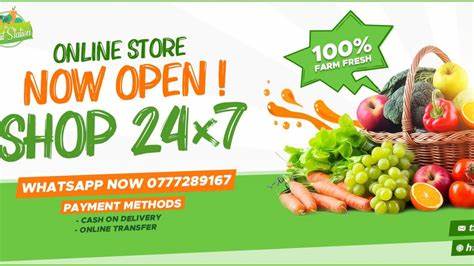 Station
ONLINE STORE
NOW OPEN !
SHOP 24x7
100%
FARM FRESH
WHATSAPP NOW 0777289167
PAYMENT METHODS
- CASH ON DELIVERY
- ONLINE TRANSFER